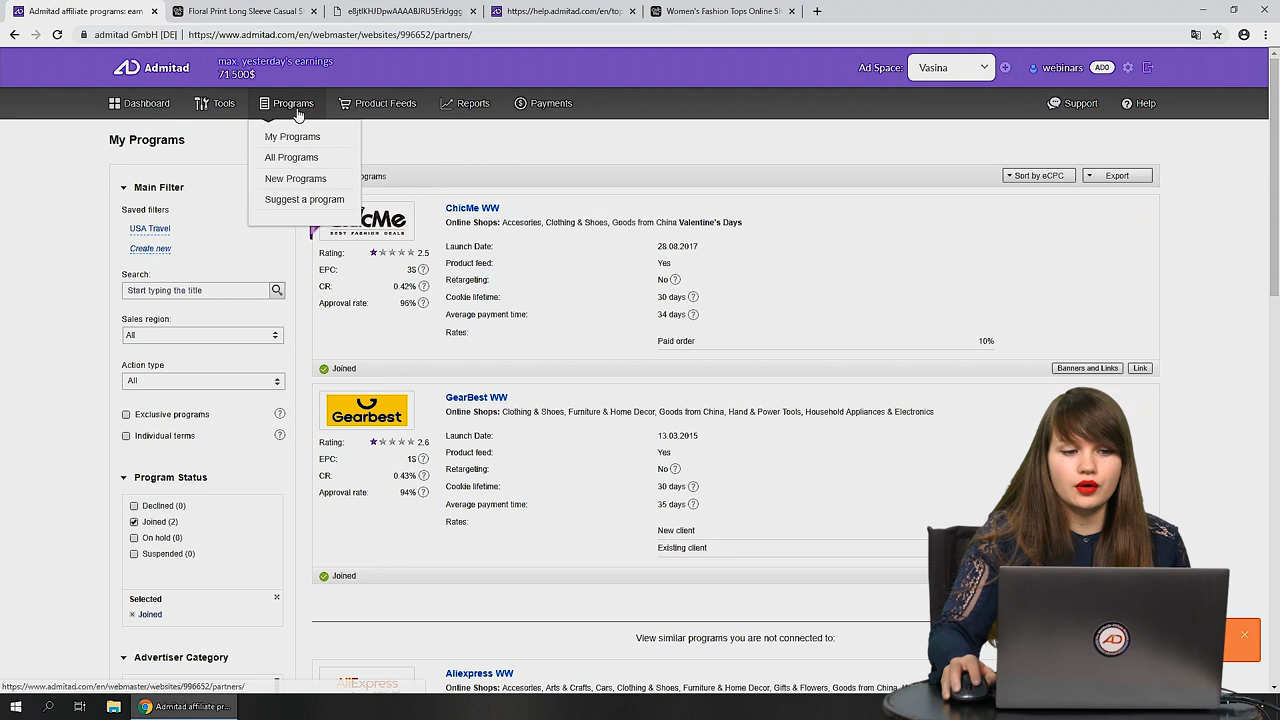 Admitad affiliate programs: earn
Floral Print Long Sleeve Casual S
e8jtlKHJDpwAAAABJRU5ErkJggg
https://help.admitad.com/en/top
Women's Fashion Tops Online Sh
admitad GmbH [DE] | https://www.admitad.com/en/webmaster/websites/996652/partners/
Admitad
max. yesterday's earnings
71 500$
Ad Space: Vasina
webinars AD0
Dashboard Tools Programs Product Feeds Reports Payments Support Help
My Programs
All Programs
New Programs
Suggest a program
My Programs
Main Filter
Saved filters
USA Travel
Create new
Search:
Start typing the title
Sales region:
All
Action type
All
Exclusive programs ?
Individual terms ?
Program Status
Declined (0)
Joined (2)
On hold (0)
Suspended (0)
Selected
Joined
Advertiser Category
Sort by eCPC Export
BEST FASHION DEALS
ChicMe WW
Online Shops: Accesories, Clothing & Shoes, Goods from China Valentine's Days
Rating: 2.5
EPC: 3$ ?
CR: 0.42% ?
Approval rate: 96% ?
Launch Date: 28.08.2017
Product feed: Yes
Retargeting: No ?
Cookie lifetime: 30 days ?
Average payment time: 34 days ?
Rates:
Paid order 10%
Joined
Banners and Links Link
Gearbest
GearBest WW
Online Shops: Clothing & Shoes, Furniture & Home Decor, Goods from China, Hand & Power Tools, Household Appliances & Electronics
Rating: 2.6
EPC: 1$ ?
CR: 0.43% ?
Approval rate: 94% ?
Launch Date: 13.03.2015
Product feed: Yes
Retargeting: No ?
Cookie lifetime: 30 days ?
Average payment time: 35 days ?
Rates:
New client
Existing client
Joined
View similar programs you are not connected to:
AliExpress
Aliexpress WW
Online Shops: Accesories, Arts & Crafts, Cars, Clothing & Shoes, Furniture & Home Decor, Gifts & Flowers, Goods from China,
https://www.admitad.com/en/webmaster/websites/996652/partners/
Admitad affiliate pr...
AD